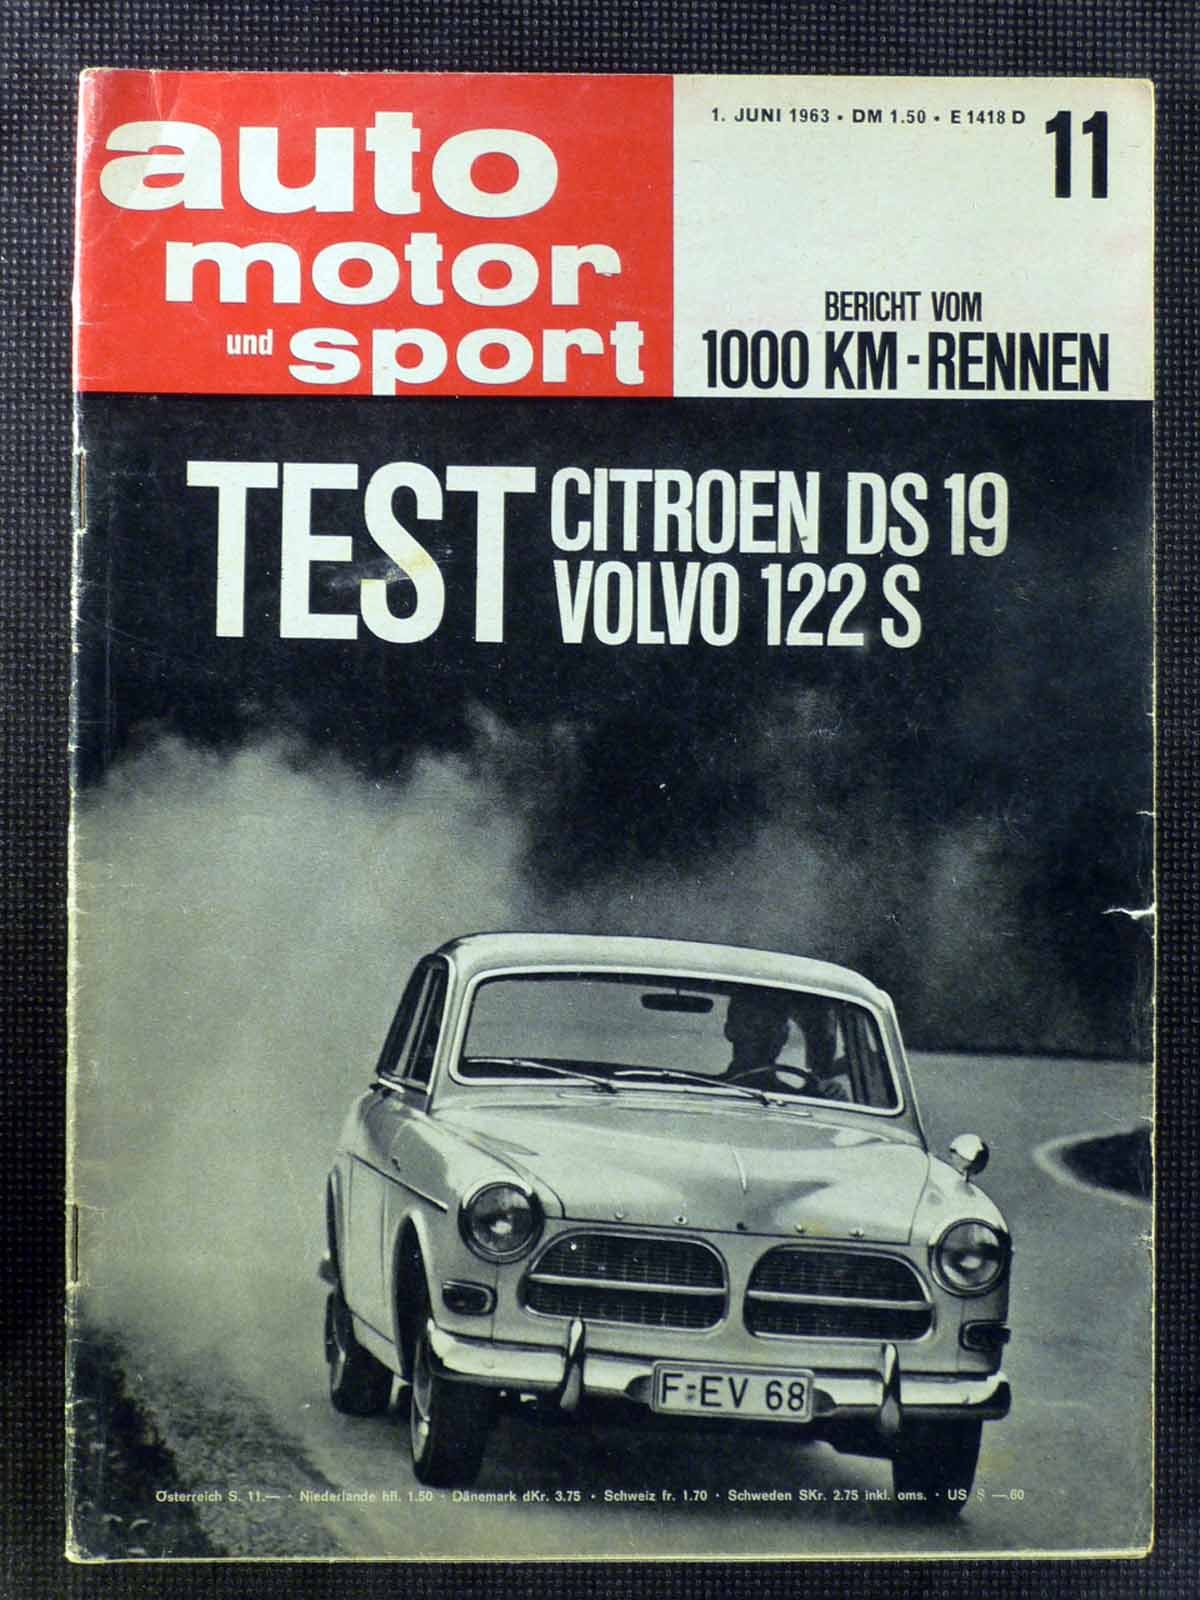 auto
motor
und sport
1. JUNI 1963 • DM 1.50 • E 1418 D
11
BERICHT VOM
1000 KM-RENNEN
TEST
CITROEN DS 19
VOLVO 122 S
F-EV 68
Österreich S. 11.— • Niederlande hfl. 1.50 • Dänemark dKr. 3.75 • Schweiz fr. 1.70 • Schweden SKr. 2.75 inkl. oms. • US $ —.60